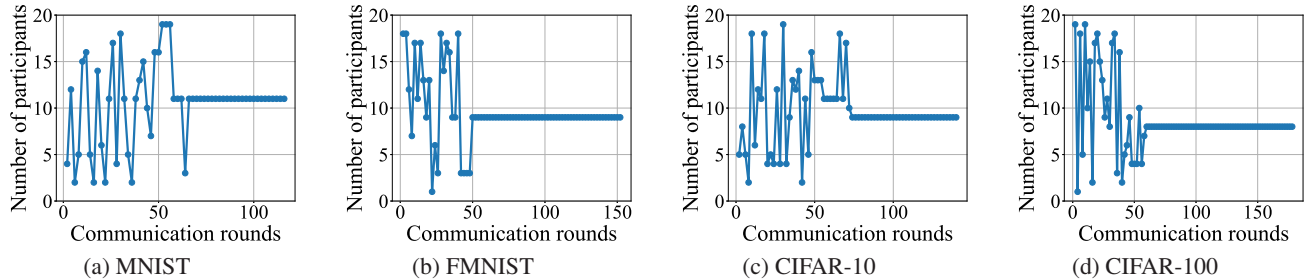 Number of participants
20
15
10
5
0
0 50 100
Communication rounds
(a) MNIST
Number of participants
20
15
10
5
0
0 50 100 150
Communication rounds
(b) FMNIST
Number of participants
20
15
10
5
0
0 50 100
Communication rounds
(c) CIFAR-10
Number of participants
20
15
10
5
0
0 50 100 150
Communication rounds
(d) CIFAR-100